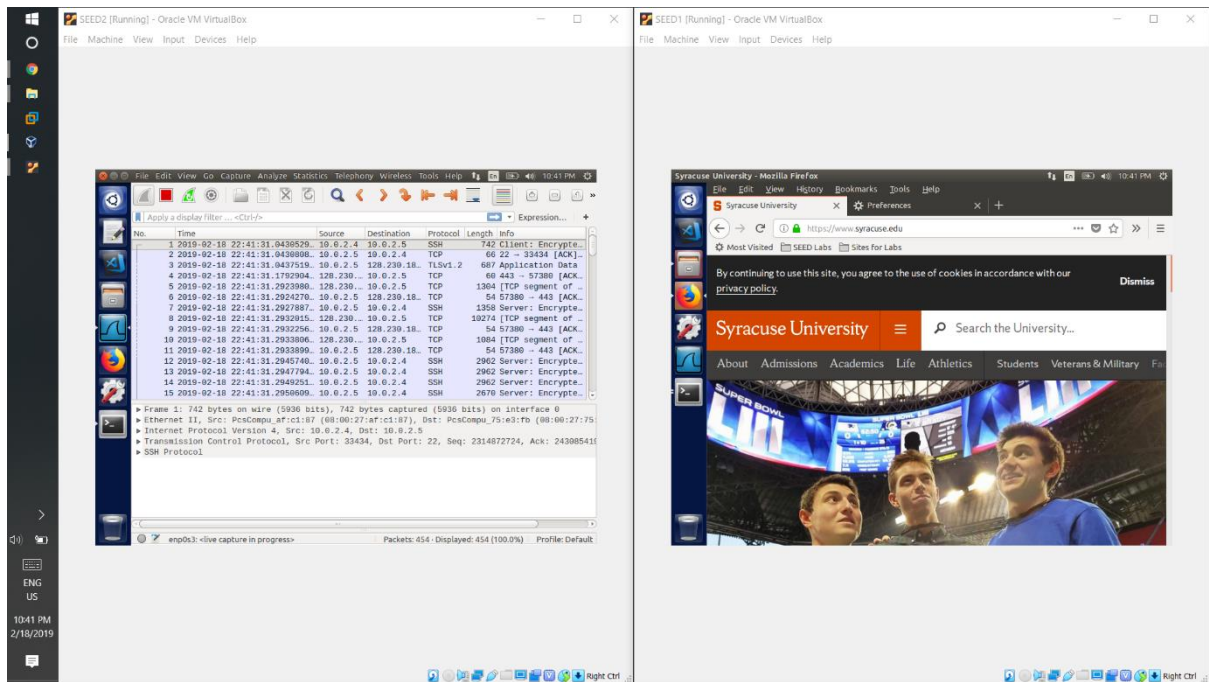 SEED2 [Running] - Oracle VM VirtualBox
File Machine View Input Devices Help
File Edit View Go Capture Analyze Statistics Telephony Wireless Tools Help En 10:41 PM
Apply a display filter ... <Ctrl-/> Expression... +
No. Time Source Destination Protocol Length Info
1 2019-02-18 22:41:31.0430529… 10.0.2.4 10.0.2.5 SSH 742 Client: Encrypte…
2 2019-02-18 22:41:31.0430808… 10.0.2.5 10.0.2.4 TCP 66 22 → 33434 [ACK]…
3 2019-02-18 22:41:31.0437519… 10.0.2.5 128.230.18… TLSv1.2 687 Application Data
4 2019-02-18 22:41:31.1792904… 128.230.… 10.0.2.5 TCP 60 443 → 57380 [ACK…
5 2019-02-18 22:41:31.2923980… 128.230.… 10.0.2.5 TCP 1304 [TCP segment of …
6 2019-02-18 22:41:31.2924270… 10.0.2.5 128.230.18… TCP 54 57380 → 443 [ACK…
7 2019-02-18 22:41:31.2927887… 10.0.2.5 10.0.2.4 SSH 1358 Server: Encrypte…
8 2019-02-18 22:41:31.2932015… 128.230.… 10.0.2.5 TCP 10274 [TCP segment of …
9 2019-02-18 22:41:31.2932256… 10.0.2.5 128.230.18… TCP 54 57380 → 443 [ACK…
10 2019-02-18 22:41:31.2933806… 128.230.… 10.0.2.5 TCP 1084 [TCP segment of …
11 2019-02-18 22:41:31.2933899… 10.0.2.5 128.230.18… TCP 54 57380 → 443 [ACK…
12 2019-02-18 22:41:31.2945740… 10.0.2.5 10.0.2.4 SSH 2962 Server: Encrypte…
13 2019-02-18 22:41:31.2947794… 10.0.2.5 10.0.2.4 SSH 2962 Server: Encrypte…
14 2019-02-18 22:41:31.2949251… 10.0.2.5 10.0.2.4 SSH 2962 Server: Encrypte…
15 2019-02-18 22:41:31.2950609… 10.0.2.5 10.0.2.4 SSH 2670 Server: Encrypte…
Frame 1: 742 bytes on wire (5936 bits), 742 bytes captured (5936 bits) on interface 0
Ethernet II, Src: PcsCompu_af:c1:87 (08:00:27:af:c1:87), Dst: PcsCompu_75:e3:fb (08:00:27:75:
Internet Protocol Version 4, Src: 10.0.2.4, Dst: 10.0.2.5
Transmission Control Protocol, Src Port: 33434, Dst Port: 22, Seq: 2314872724, Ack: 243085419
SSH Protocol
enp0s3: <live capture in progress> Packets: 454 · Displayed: 454 (100.0%) Profile: Default
Right Ctrl
SEED1 [Running] - Oracle VM VirtualBox
File Machine View Input Devices Help
Syracuse University - Mozilla Firefox En 10:41 PM
File Edit View History Bookmarks Tools Help
Syracuse University Preferences
https://www.syracuse.edu
Most Visited SEED Labs Sites for Labs
By continuing to use this site, you agree to the use of cookies in accordance with our
privacy policy.
Dismiss
Syracuse University Search the University...
About Admissions Academics Life Athletics Students Veterans & Military Fa
SUPER BOWL
LIII
SUPER BOWL LIII
Right Ctrl
ENG
US
10:41 PM
2/18/2019